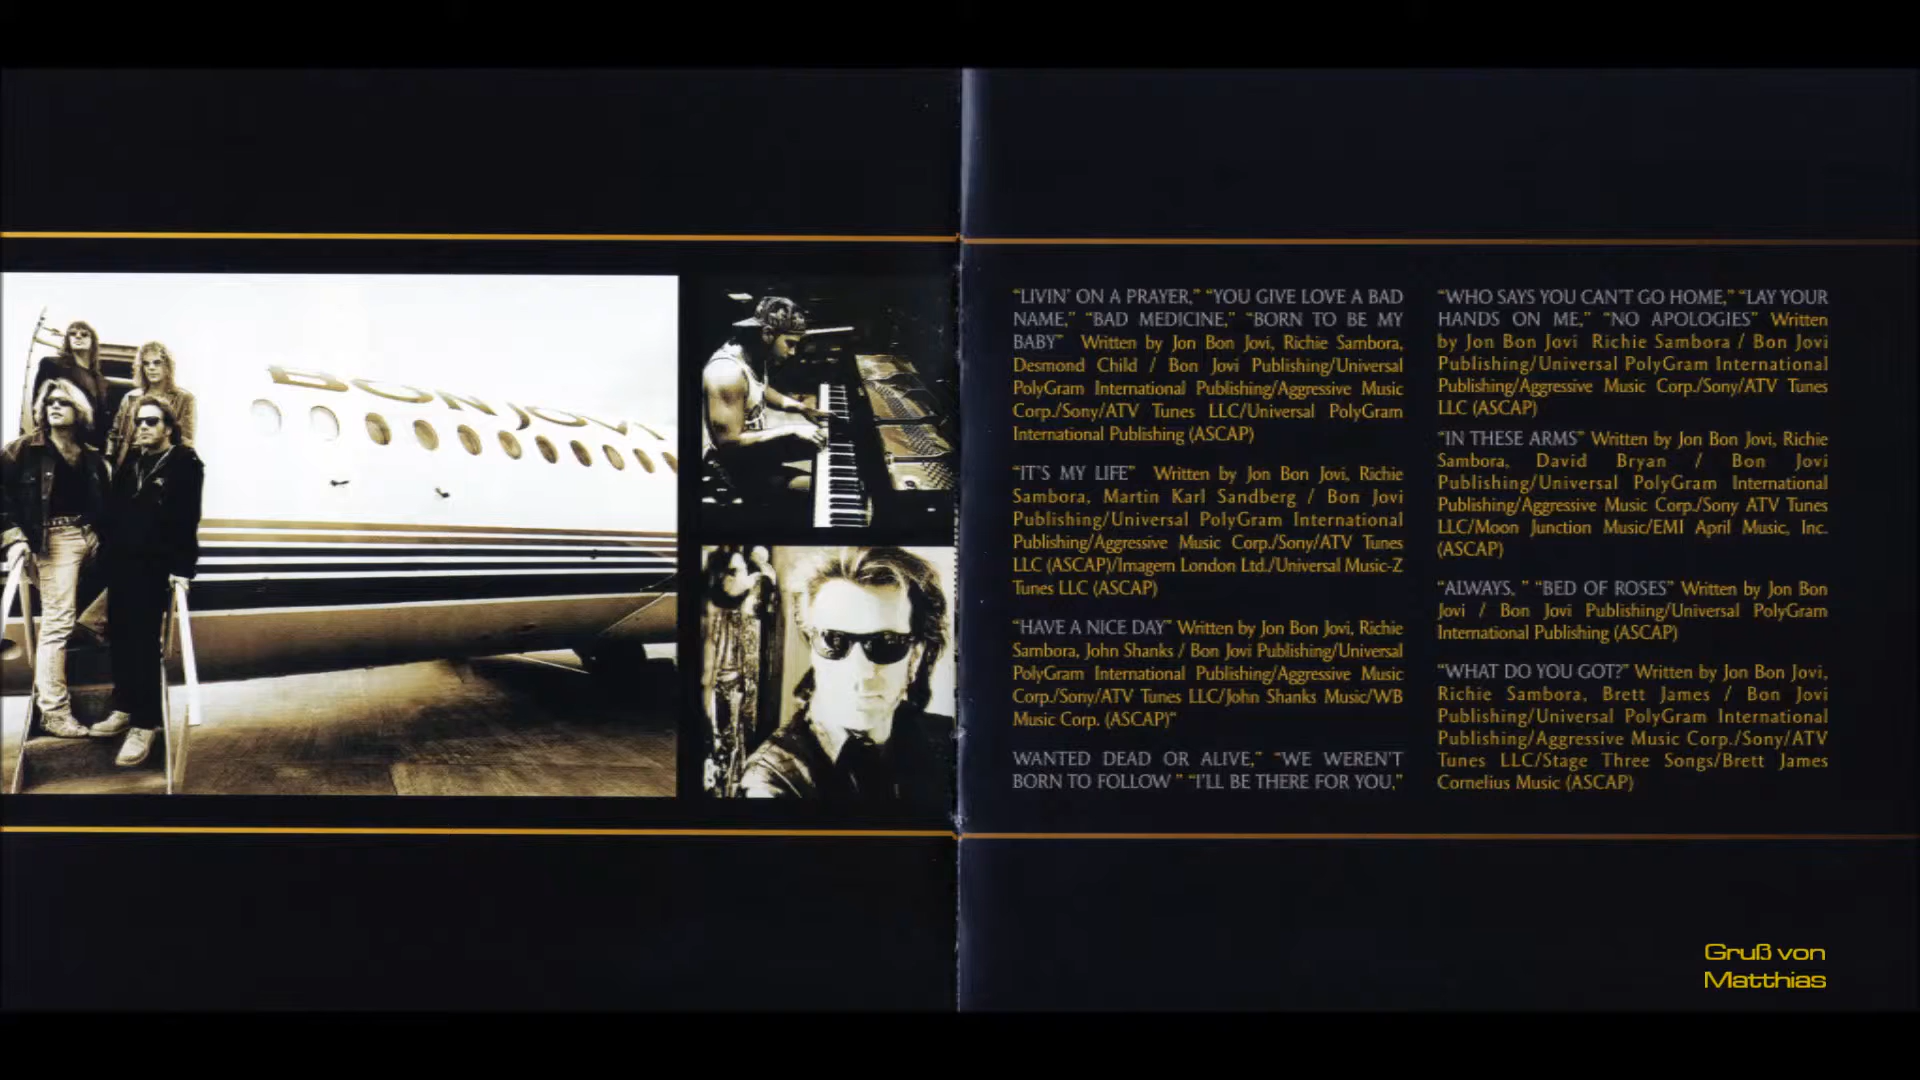 BON JOVI
“LIVIN’ ON A PRAYER,” “YOU GIVE LOVE A BAD
NAME,” “BAD MEDICINE,” “BORN TO BE MY
BABY” Written by Jon Bon Jovi, Richie Sambora,
Desmond Child / Bon Jovi Publishing/Universal
PolyGram International Publishing/Aggressive Music
Corp./Sony/ATV Tunes LLC/Universal PolyGram
International Publishing (ASCAP)
“IT’S MY LIFE” Written by Jon Bon Jovi, Richie
Sambora, Martin Karl Sandberg / Bon Jovi
Publishing/Universal PolyGram International
Publishing/Aggressive Music Corp./Sony/ATV Tunes
LLC (ASCAP)/Imagem London Ltd./Universal Music-Z
Tunes LLC (ASCAP)
“HAVE A NICE DAY” Written by Jon Bon Jovi, Richie
Sambora, John Shanks / Bon Jovi Publishing/Universal
PolyGram International Publishing/Aggressive Music
Corp./Sony/ATV Tunes LLC/John Shanks Music/WB
Music Corp. (ASCAP)“
WANTED DEAD OR ALIVE,” “WE WEREN’T
BORN TO FOLLOW ” “I’LL BE THERE FOR YOU,”
“WHO SAYS YOU CAN’T GO HOME,” “LAY YOUR
HANDS ON ME,” “NO APOLOGIES” Written
by Jon Bon Jovi Richie Sambora / Bon Jovi
Publishing/Universal PolyGram International
Publishing/Aggressive Music Corp./Sony/ATV Tunes
LLC (ASCAP)
“IN THESE ARMS” Written by Jon Bon Jovi, Richie
Sambora, David Bryan / Bon Jovi
Publishing/Universal PolyGram International
Publishing/Aggressive Music Corp./Sony ATV Tunes
LLC/Moon Junction Music/EMI April Music, Inc.
(ASCAP)
“ALWAYS, ” “BED OF ROSES” Written by Jon Bon
Jovi / Bon Jovi Publishing/Universal PolyGram
International Publishing (ASCAP)
“WHAT DO YOU GOT?” Written by Jon Bon Jovi,
Richie Sambora, Brett James / Bon Jovi
Publishing/Universal PolyGram International
Publishing/Aggressive Music Corp./Sony/ATV
Tunes LLC/Stage Three Songs/Brett James
Cornelius Music (ASCAP)
Gruß von
Matthias